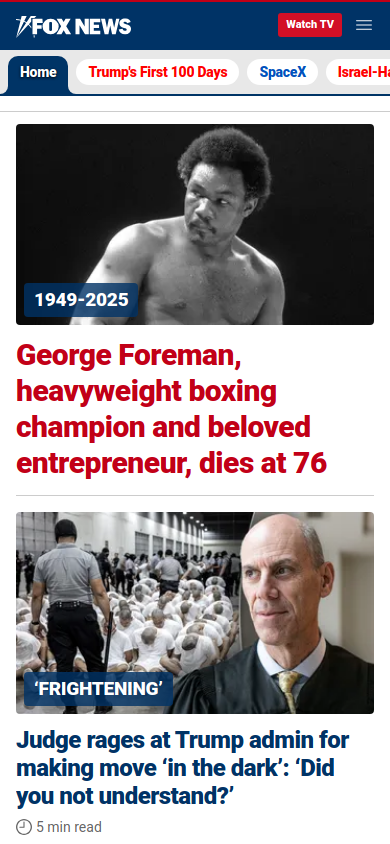 FOX NEWS
Watch TV
Home
Trump's First 100 Days
SpaceX
Israel-Ha
1949-2025
George Foreman,
heavyweight boxing
champion and beloved
entrepreneur, dies at 76
‘FRIGHTENING’
Judge rages at Trump admin for
making move ‘in the dark’: ‘Did
you not understand?’
5 min read